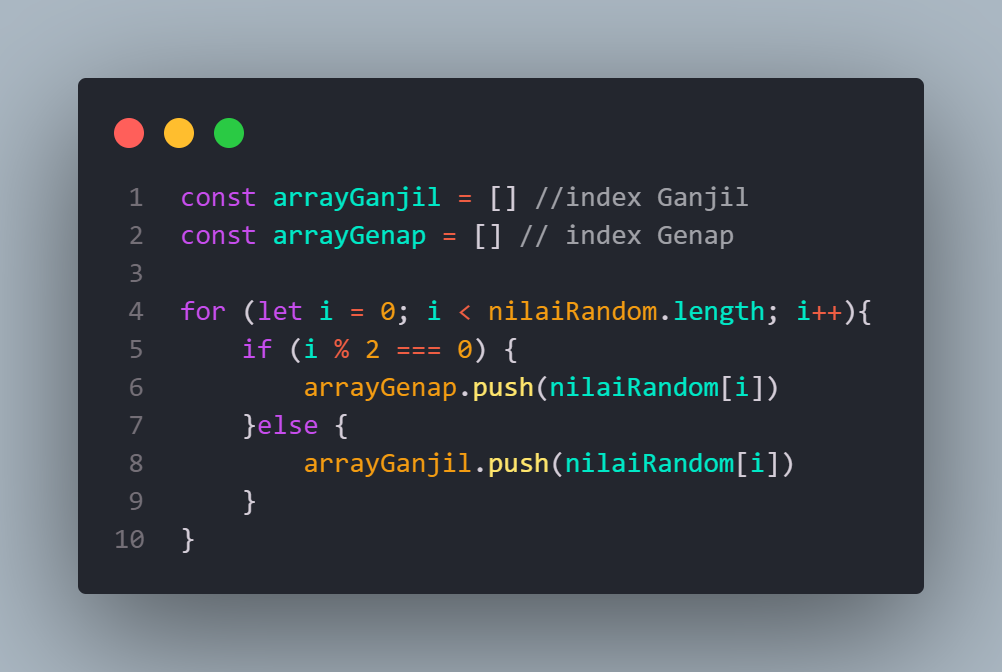 1 const arrayGanjil = [] //index Ganjil
2 const arrayGenap = [] // index Genap
3
4 for (let i = 0; i < nilaiRandom.length; i++){
5     if (i % 2 === 0) {
6         arrayGenap.push(nilaiRandom[i])
7     }else {
8         arrayGanjil.push(nilaiRandom[i])
9     }
10 }